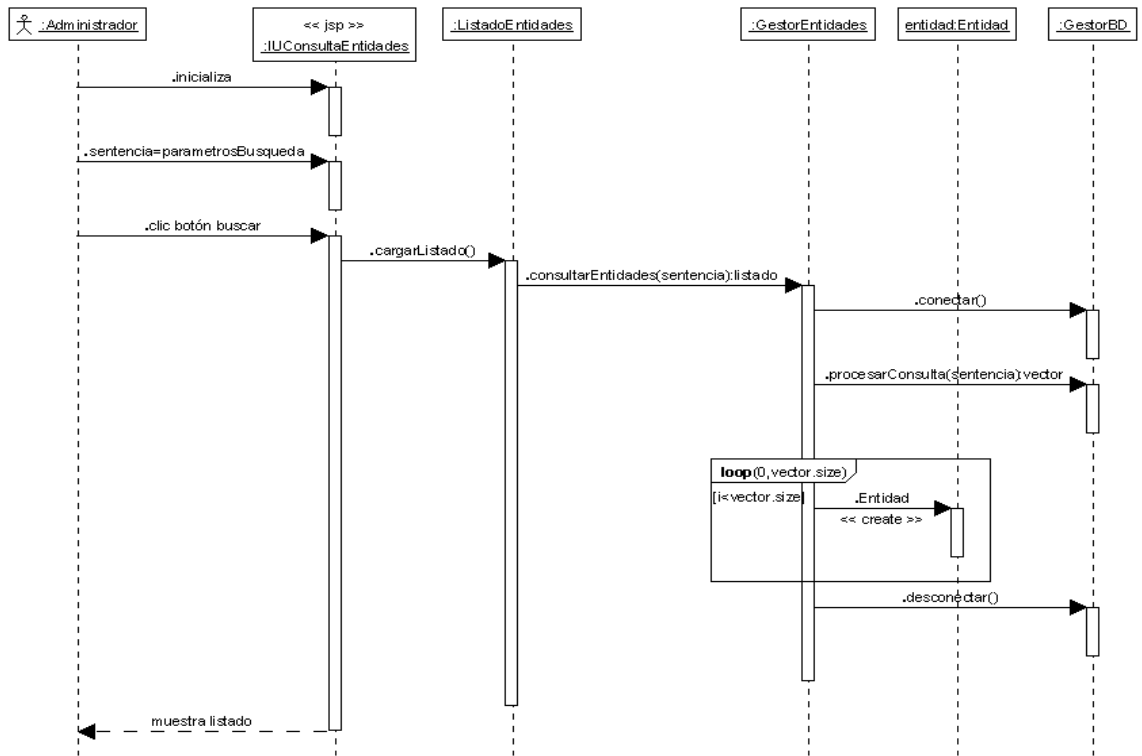 :Administrador
<< jsp >>
:IUConsultaEntidades
:ListadoEntidades
:GestorEntidades
entidad:Entidad
:GestorBD
.inicializa
.sentencia=parametrosBusqueda
.clic botón buscar
.cargarListado()
.consultarEntidades(sentencia):listado
.conectar()
.procesarConsulta(sentencia):vector
loop(0,vector.size)
[i<vector.size]
.Entidad
<< create >>
.desconectar()
muestra listado